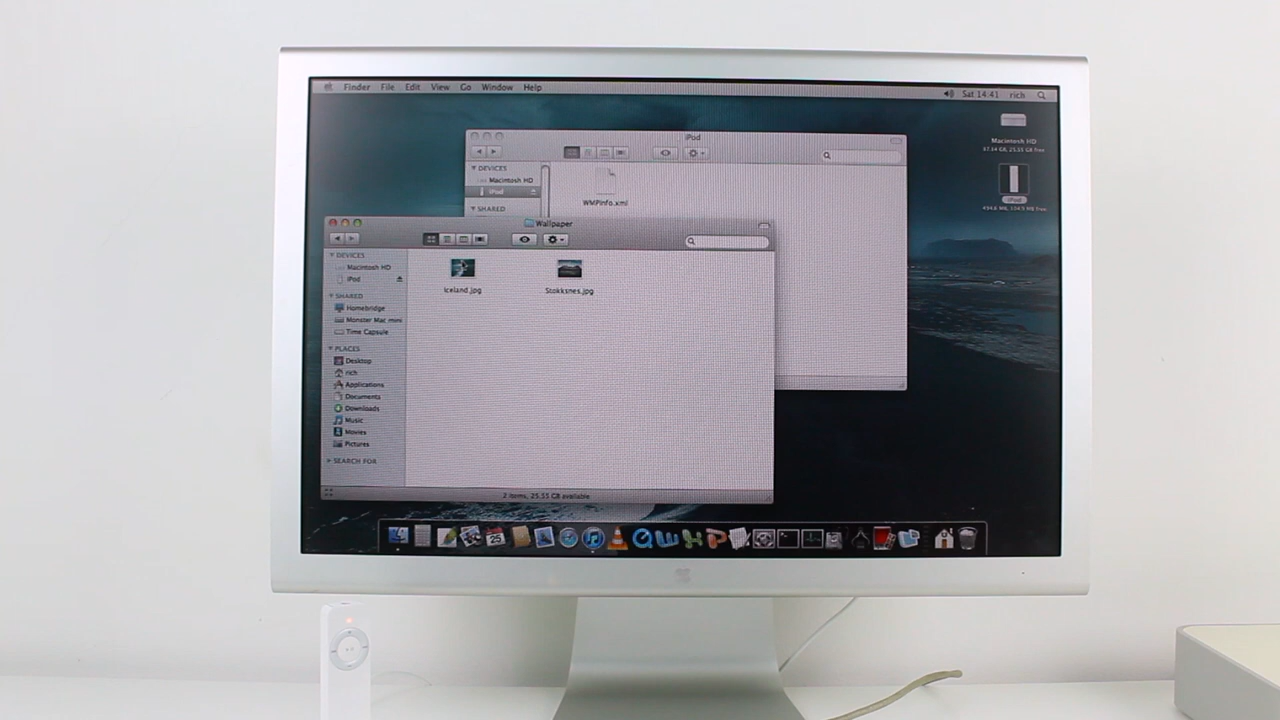 Finder File Edit View Go Window Help
Sat 14:41 rich
Macintosh HD
iPod
iPod
DEVICES
Macintosh HD
iPod
SHARED
WMPInfo.xml
Wallpaper
DEVICES
Macintosh HD
iPod
SHARED
Homebridge
Monster Mac mini
Time Capsule
PLACES
Desktop
rich
Applications
Documents
Downloads
Music
Movies
Pictures
SEARCH FOR
Iceland.jpg
Stokksnes.jpg
2 items, 25.55 GB available
25